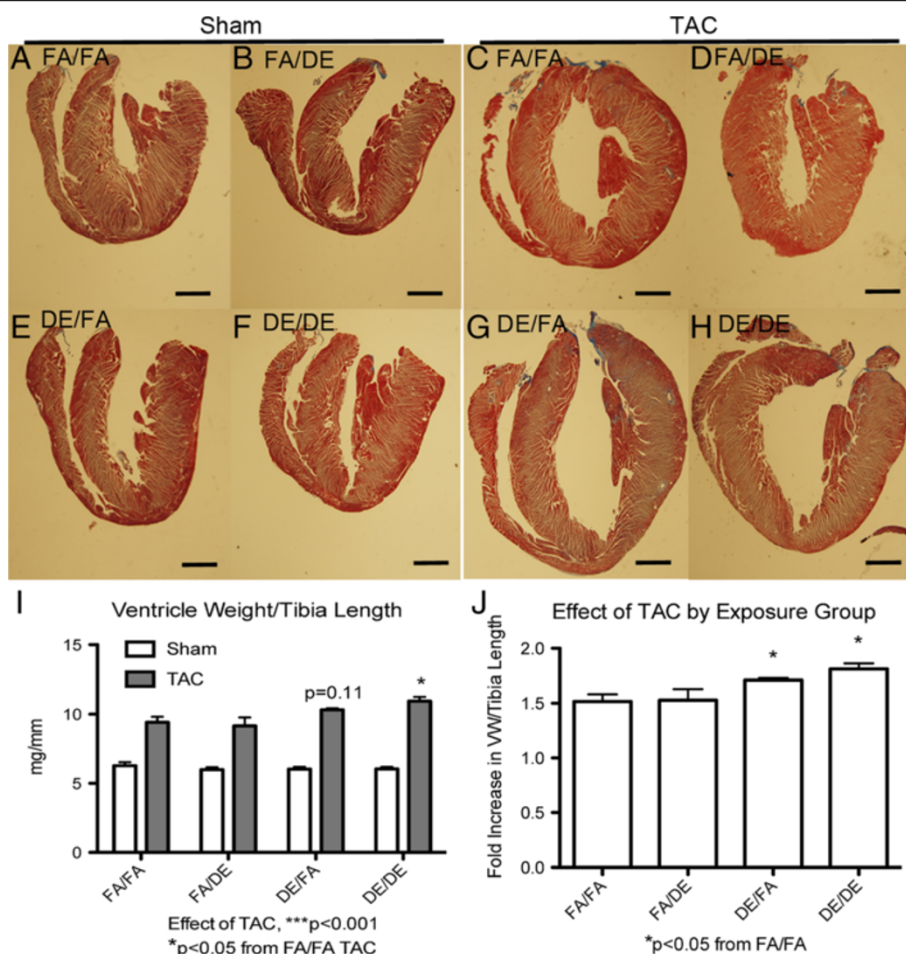 Sham TAC
A FA/FA B FA/DE C FA/FA D FA/DE
E DE/FA F DE/DE G DE/FA H DE/DE
I
Ventricle Weight/Tibia Length
Sham
TAC
mg/mm
15
10
5
0
p=0.11
*
FA/FA
FA/DE
DE/FA
DE/DE
Effect of TAC, ***p<0.001
*p<0.05 from FA/FA TAC
J
Effect of TAC by Exposure Group
Fold Increase in VW/Tibia Length
2.0
1.5
1.0
0.5
0.0
*
*
FA/FA
FA/DE
DE/FA
DE/DE
*p<0.05 from FA/FA